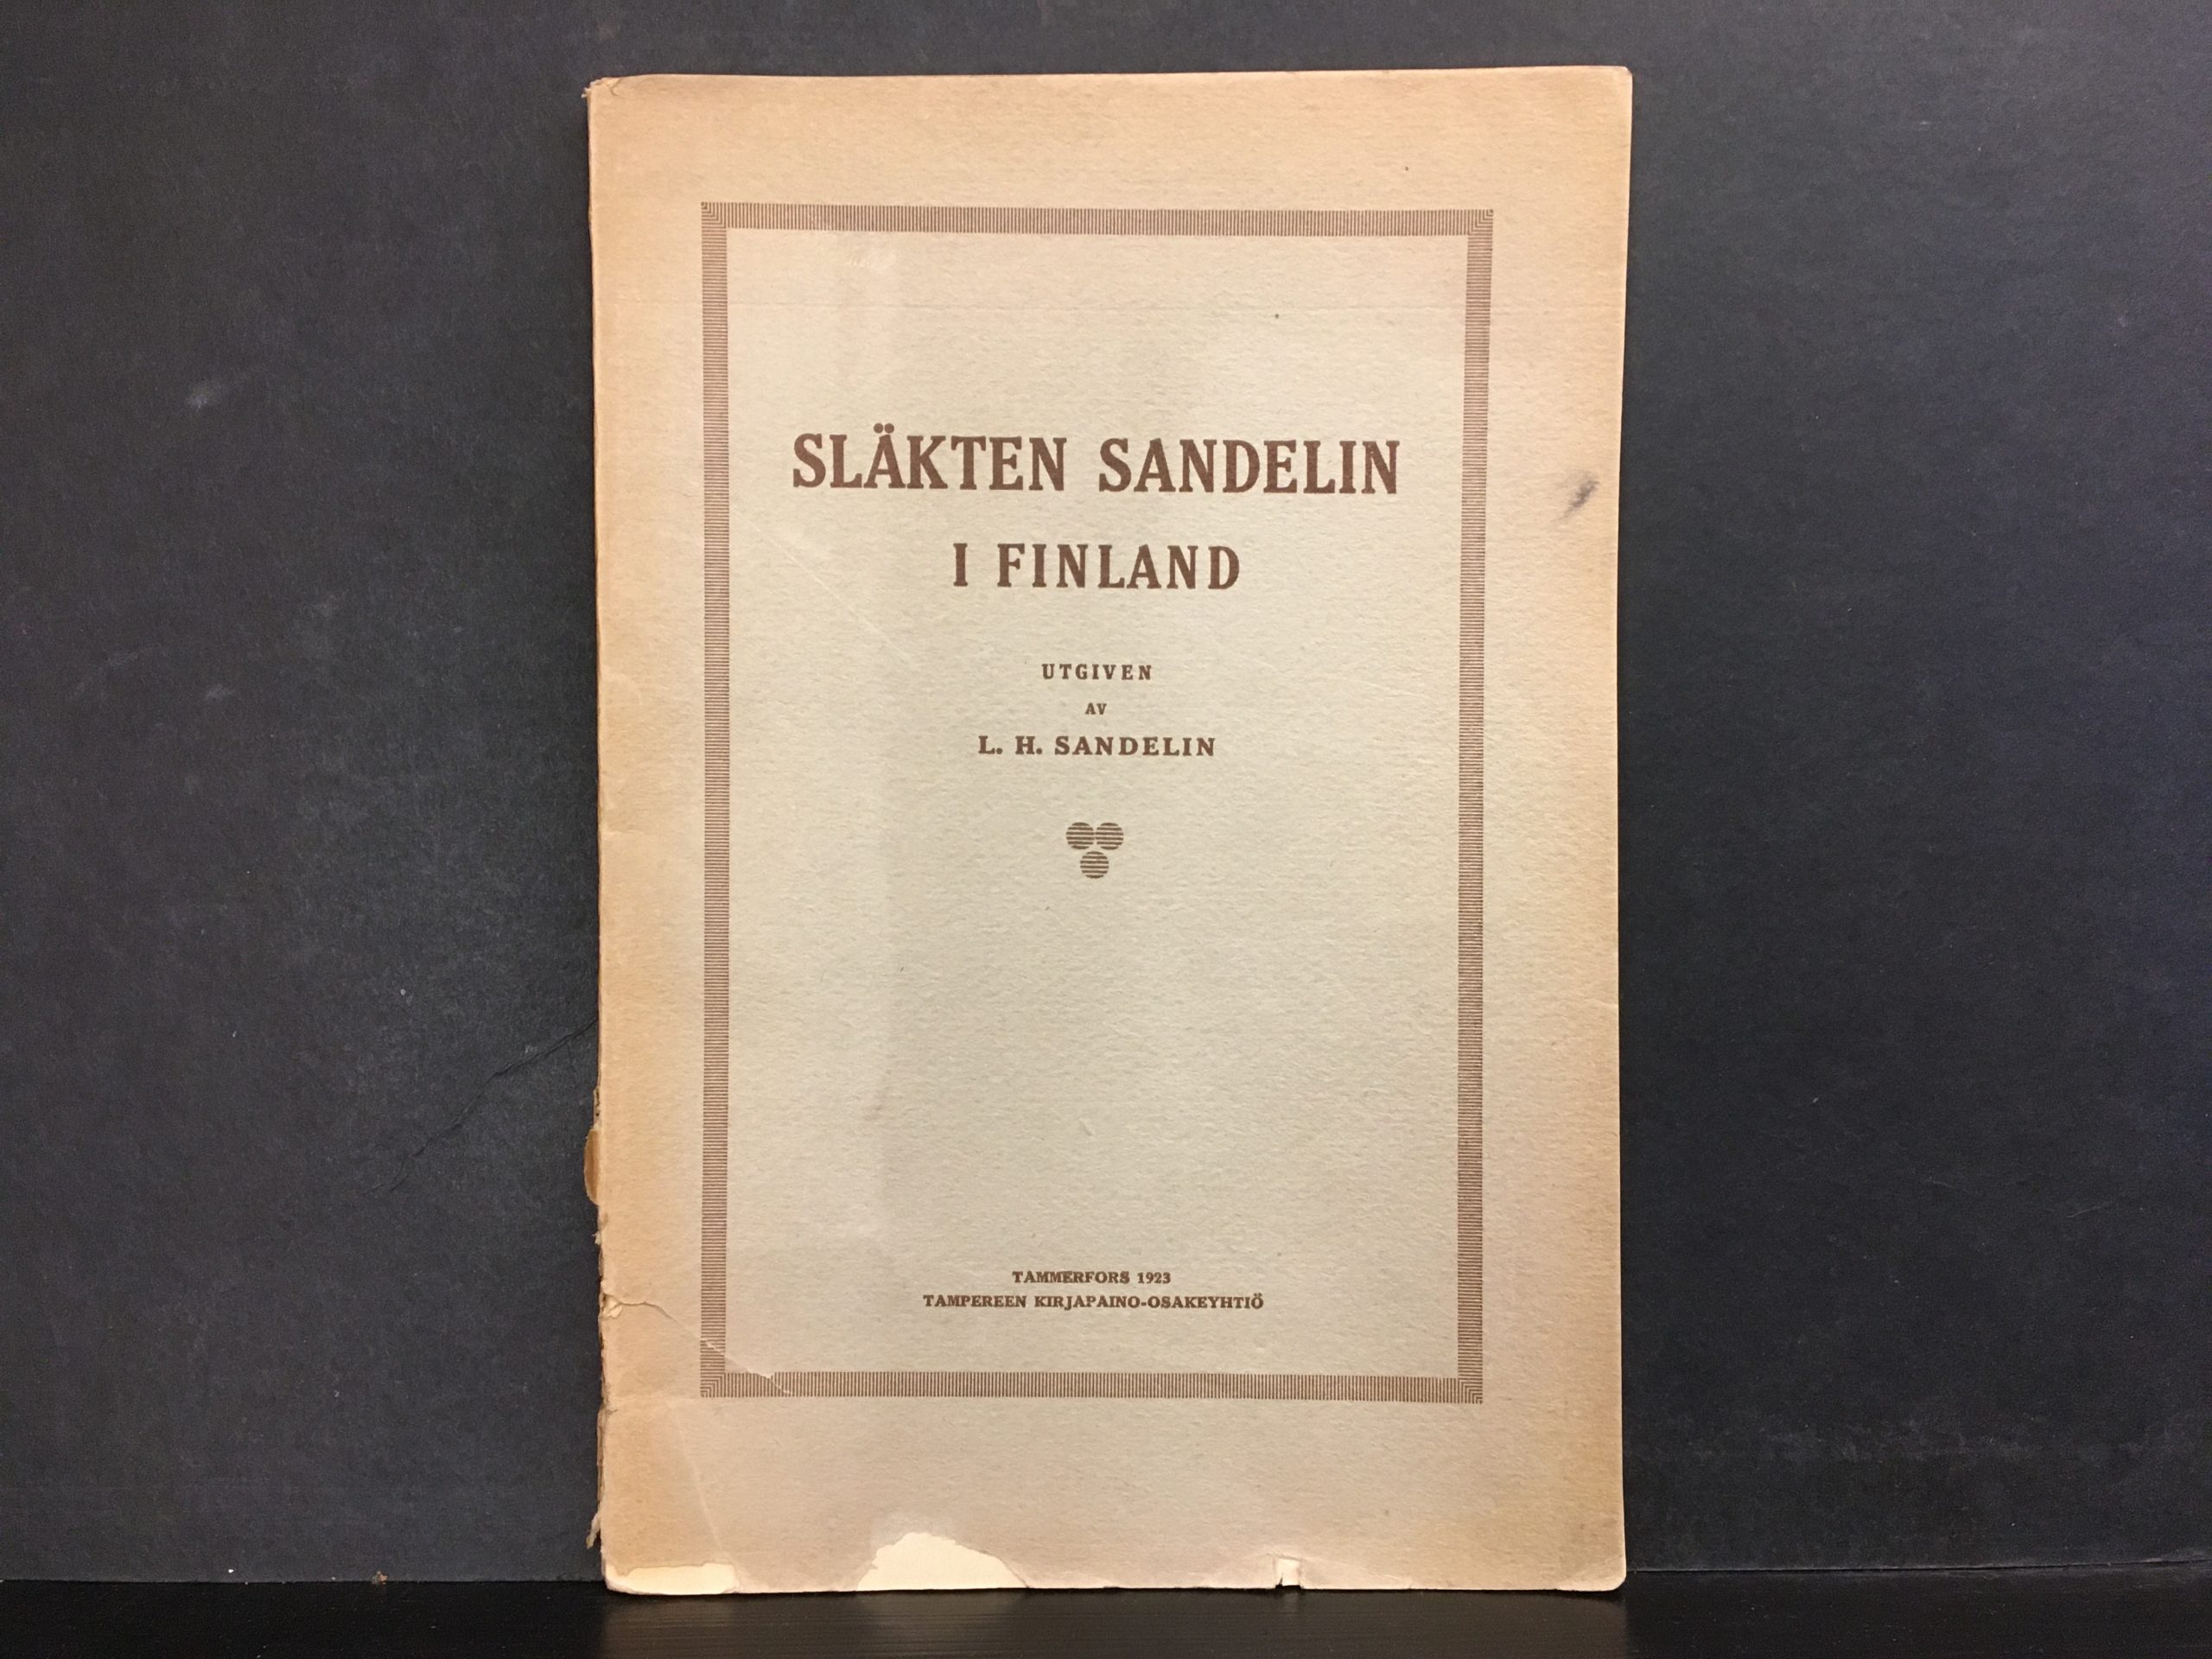 SLÄKTEN SANDELIN
I FINLAND
UTGIVEN
AV
L. H. SANDELIN
TAMMERFORS 1923
TAMPEREEN KIRJAPAINO-OSAKEYHTIÖ